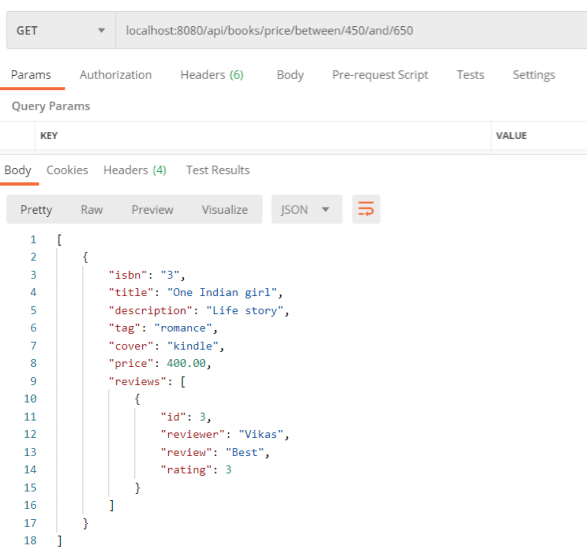 GET localhost:8080/api/books/price/between/450/and/650
Params Authorization Headers (6) Body Pre-request Script Tests Settings
Query Params
KEY VALUE
Body Cookies Headers (4) Test Results
Pretty Raw Preview Visualize JSON
1 [
2 {
3 "isbn": "3",
4 "title": "One Indian girl",
5 "description": "Life story",
6 "tag": "romance",
7 "cover": "kindle",
8 "price": 400.00,
9 "reviews": [
10 {
11 "id": 3,
12 "reviewer": "Vikas",
13 "review": "Best",
14 "rating": 3
15 }
16 ]
17 }
18 ]